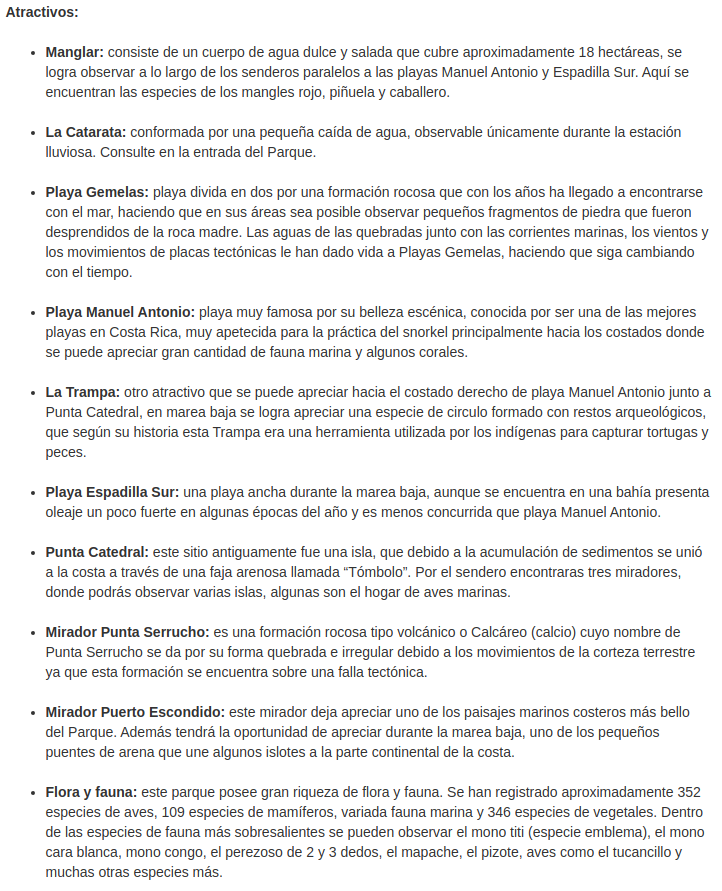 Atractivos:
• Manglar: consiste de un cuerpo de agua dulce y salada que cubre aproximadamente 18 hectáreas, se
logra observar a lo largo de los senderos paralelos a las playas Manuel Antonio y Espadilla Sur. Aquí se
encuentran las especies de los mangles rojo, piñuela y caballero.
• La Catarata: conformada por una pequeña caída de agua, observable únicamente durante la estación
lluviosa. Consulte en la entrada del Parque.
• Playa Gemelas: playa divida en dos por una formación rocosa que con los años ha llegado a encontrarse
con el mar, haciendo que en sus áreas sea posible observar pequeños fragmentos de piedra que fueron
desprendidos de la roca madre. Las aguas de las quebradas junto con las corrientes marinas, los vientos y
los movimientos de placas tectónicas le han dado vida a Playas Gemelas, haciendo que siga cambiando
con el tiempo.
• Playa Manuel Antonio: playa muy famosa por su belleza escénica, conocida por ser una de las mejores
playas en Costa Rica, muy apetecida para la práctica del snorkel principalmente hacia los costados donde
se puede apreciar gran cantidad de fauna marina y algunos corales.
• La Trampa: otro atractivo que se puede apreciar hacia el costado derecho de playa Manuel Antonio junto a
Punta Catedral, en marea baja se logra apreciar una especie de circulo formado con restos arqueológicos,
que según su historia esta Trampa era una herramienta utilizada por los indígenas para capturar tortugas y
peces.
• Playa Espadilla Sur: una playa ancha durante la marea baja, aunque se encuentra en una bahía presenta
oleaje un poco fuerte en algunas épocas del año y es menos concurrida que playa Manuel Antonio.
• Punta Catedral: este sitio antiguamente fue una isla, que debido a la acumulación de sedimentos se unió
a la costa a través de una faja arenosa llamada “Tómbolo”. Por el sendero encontraras tres miradores,
donde podrás observar varias islas, algunas son el hogar de aves marinas.
• Mirador Punta Serrucho: es una formación rocosa tipo volcánico o Calcáreo (calcio) cuyo nombre de
Punta Serrucho se da por su forma quebrada e irregular debido a los movimientos de la corteza terrestre
ya que esta formación se encuentra sobre una falla tectónica.
• Mirador Puerto Escondido: este mirador deja apreciar uno de los paisajes marinos costeros más bello
del Parque. Además tendrá la oportunidad de apreciar durante la marea baja, uno de los pequeños
puentes de arena que une algunos islotes a la parte continental de la costa.
• Flora y fauna: este parque posee gran riqueza de flora y fauna. Se han registrado aproximadamente 352
especies de aves, 109 especies de mamíferos, variada fauna marina y 346 especies de vegetales. Dentro
de las especies de fauna más sobresalientes se pueden observar el mono titi (especie emblema), el mono
cara blanca, mono congo, el perezoso de 2 y 3 dedos, el mapache, el pizote, aves como el tucancillo y
muchas otras especies más.